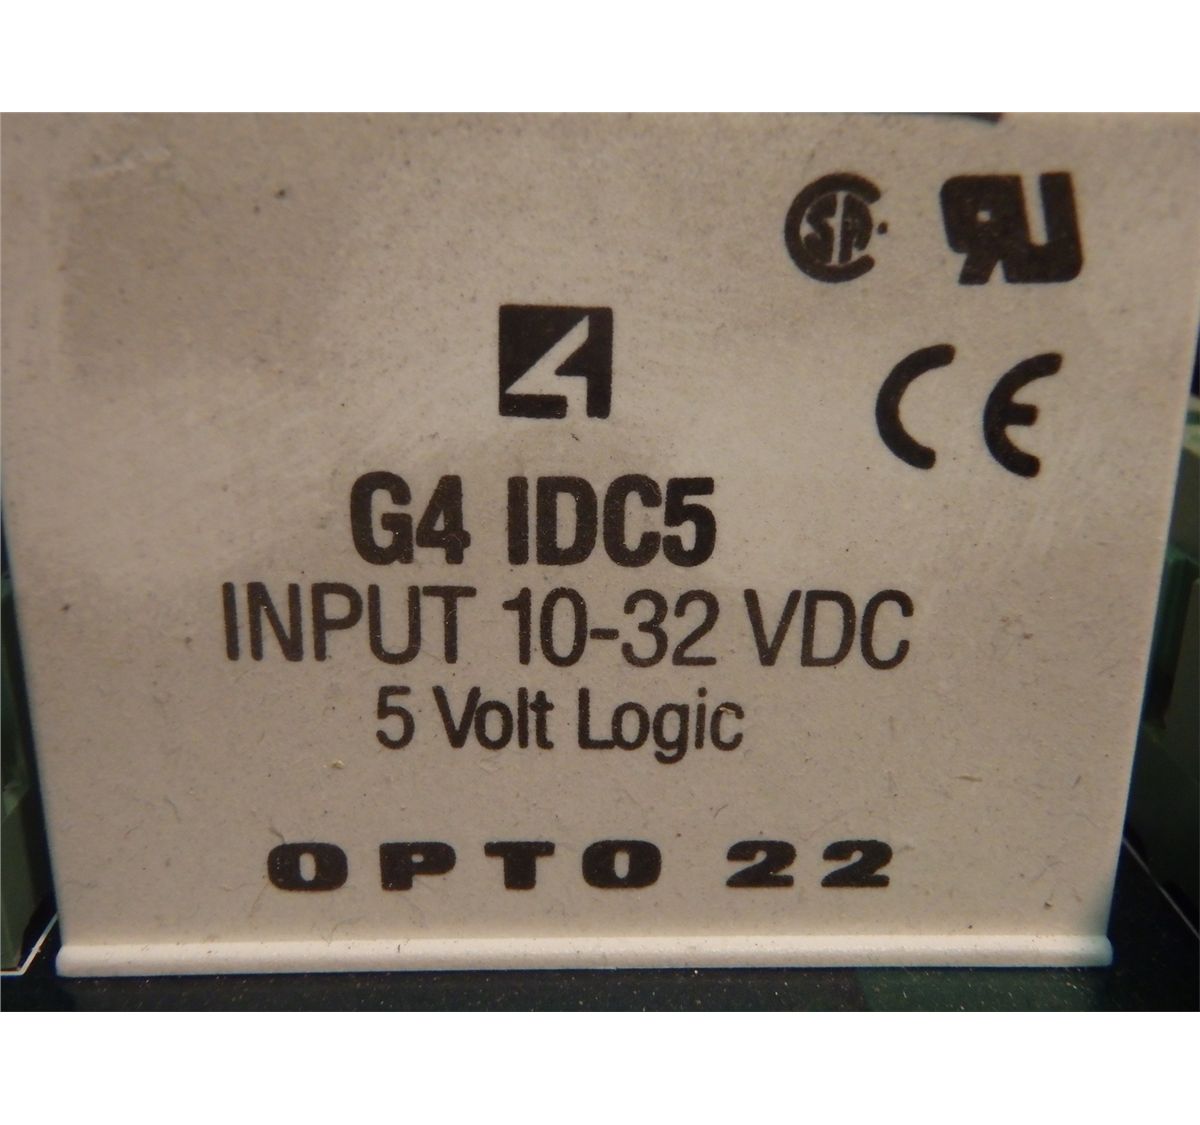 G4 IDC5
INPUT 10-32 VDC
5 Volt Logic
OPTO 22